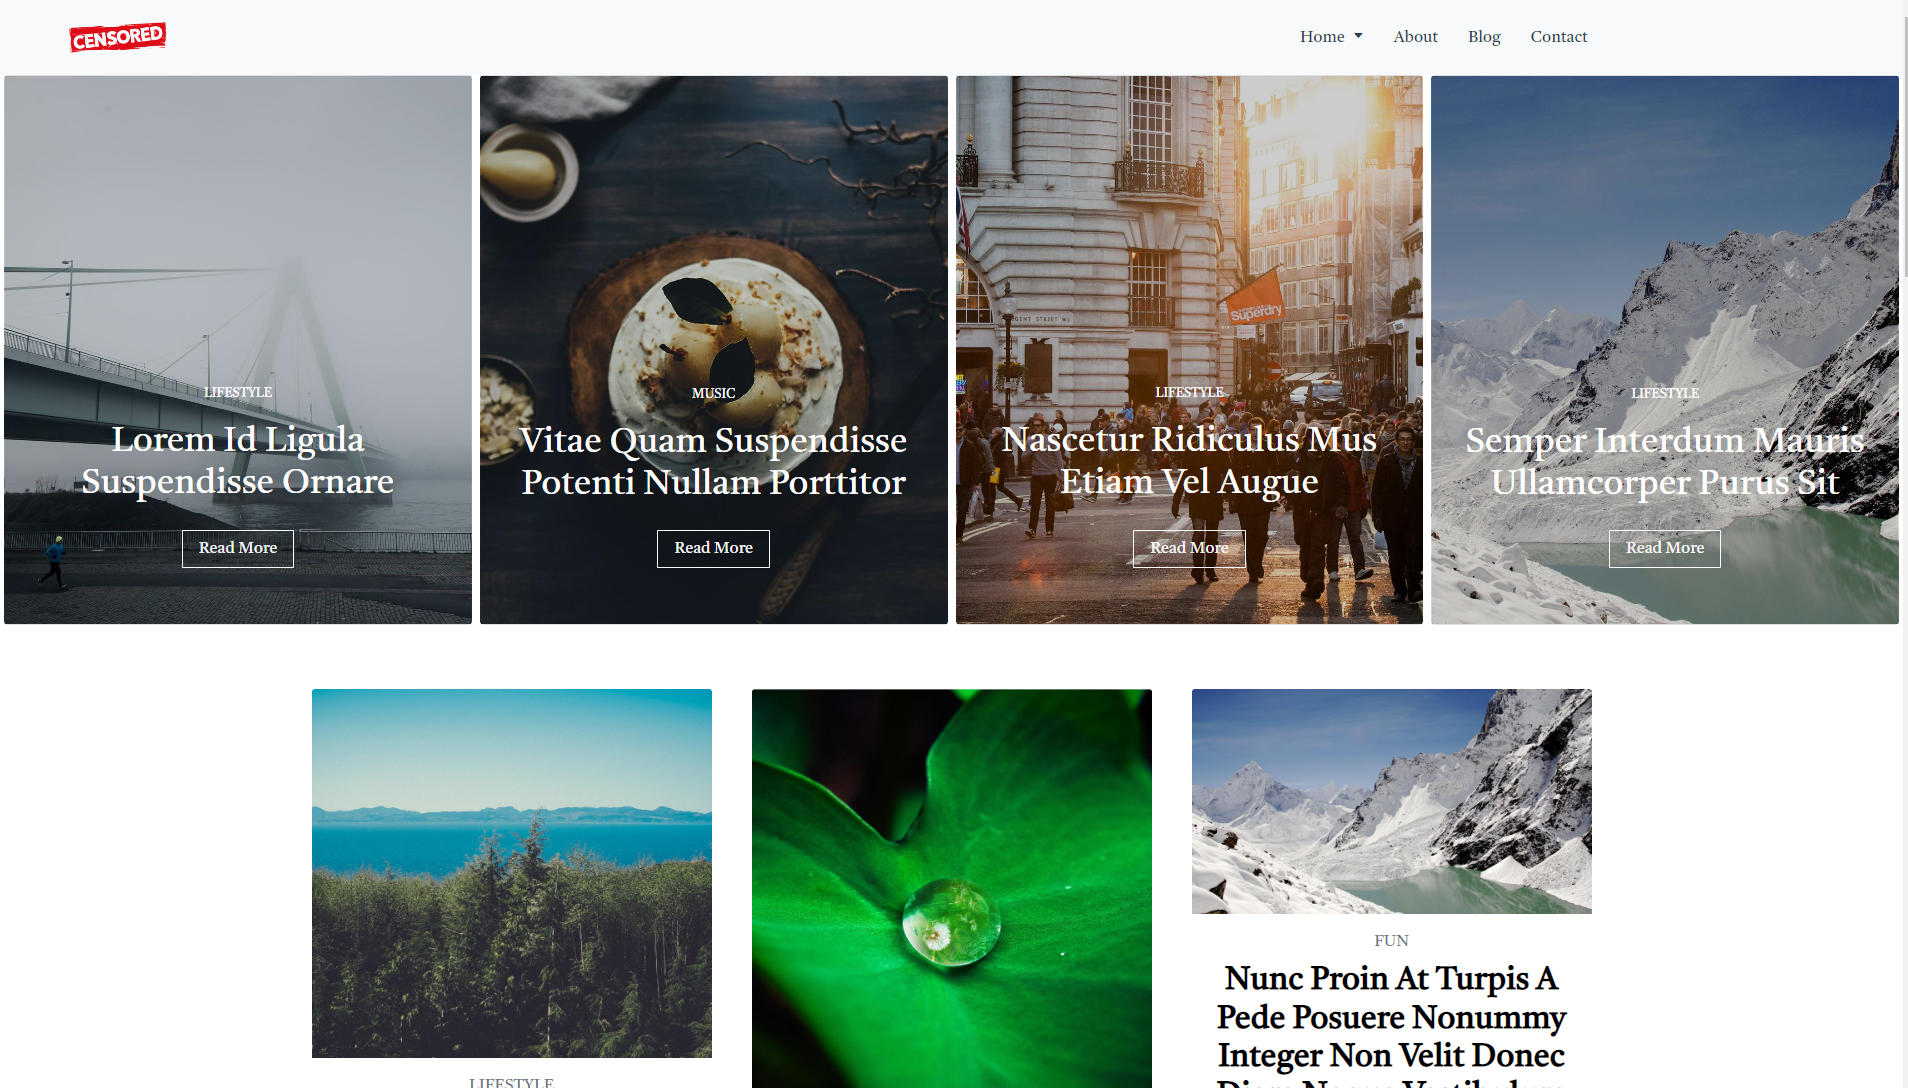 CENSORED
Home
About
Blog
Contact
LIFESTYLE
Lorem Id Ligula
Suspendisse Ornare
Read More
MUSIC
Vitae Quam Suspendisse
Potenti Nullam Porttitor
Read More
Superdry
LIFESTYLE
Nascetur Ridiculus Mus
Etiam Vel Augue
Read More
LIFESTYLE
Semper Interdum Mauris
Ullamcorper Purus Sit
Read More
LIFESTYLE
FUN
Nunc Proin At Turpis A
Pede Posuere Nonummy
Integer Non Velit Donec